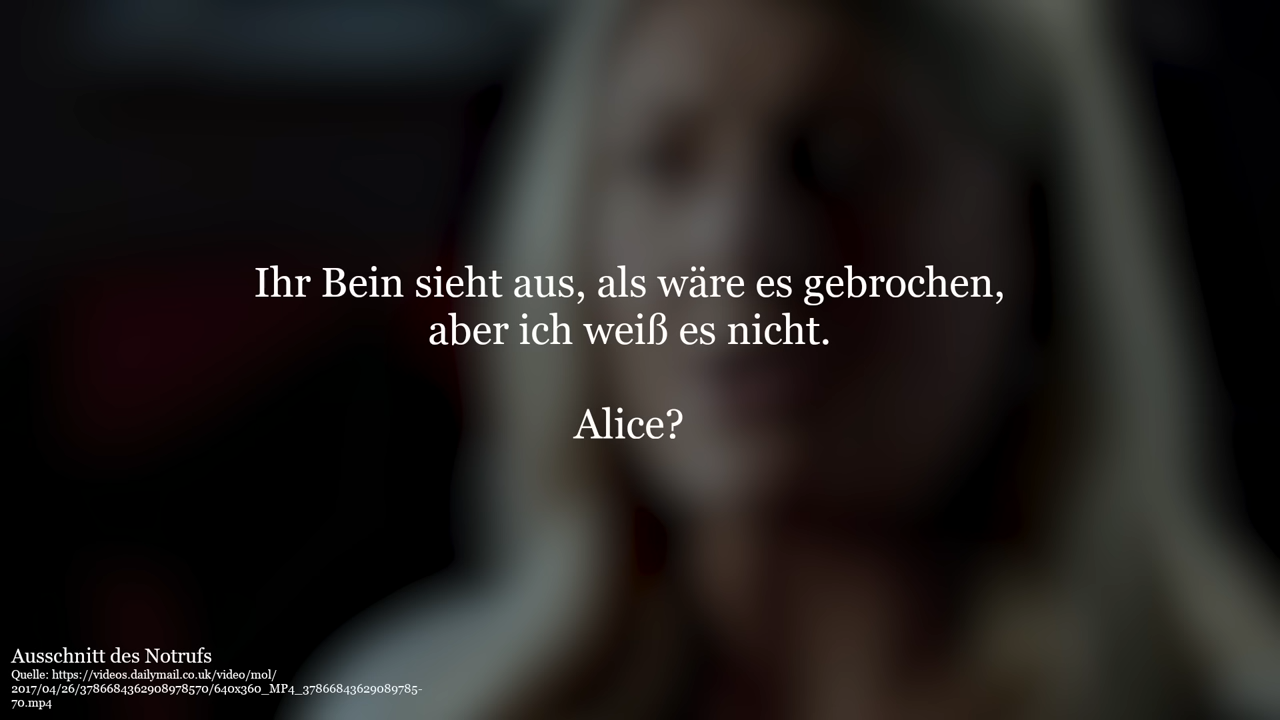 Ihr Bein sieht aus, als wäre es gebrochen,
aber ich weiß es nicht.
Alice?
Ausschnitt des Notrufs
Quelle: https://videos.dailymail.co.uk/video/mol/
2017/04/26/3786684362908978570/640x360_MP4_37866843629089785-
70.mp4